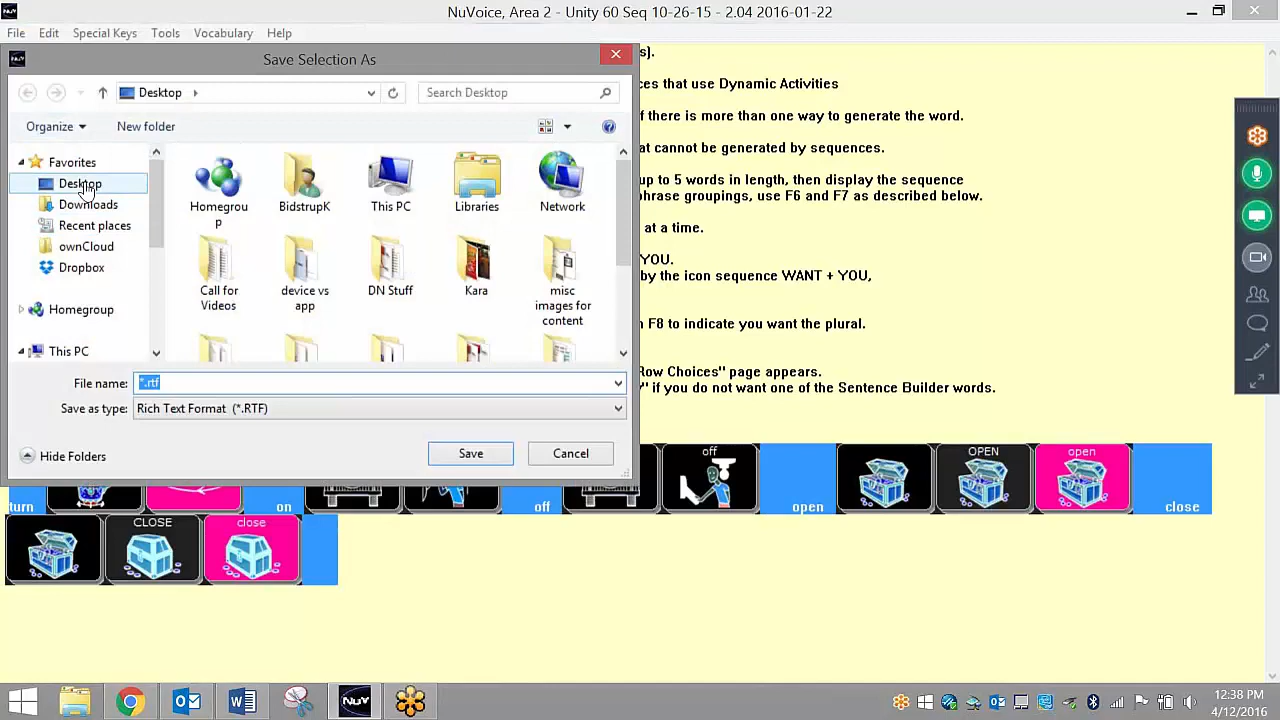 NuVoice, Area 2 - Unity 60 Seq 10-26-15 - 2.04 2016-01-22
File Edit Special Keys Tools Vocabulary Help
Save Selection As
s].
Desktop
Search Desktop
ces that use Dynamic Activities
Organize New folder
f there is more than one way to generate the word.
at cannot be generated by sequences.
Favorites
Desktop
Downloads
Recent places
ownCloud
Dropbox
Homegroup
This PC
Homegrou
p
BidstrupK
This PC
Libraries
Network
Call for
Videos
device vs
app
DN Stuff
Kara
misc
images for
content
up to 5 words in length, then display the sequence
phrase groupings, use F6 and F7 as described below.
at a time.
YOU.
by the icon sequence WANT + YOU,
n F8 to indicate you want the plural.
Row Choices" page appears.
" if you do not want one of the Sentence Builder words.
File name: *.rtf
Save as type: Rich Text Format (*.RTF)
Hide Folders
Save
Cancel
off OPEN open
turn on off open close
CLOSE close
NUV
12:38 PM
4/12/2016